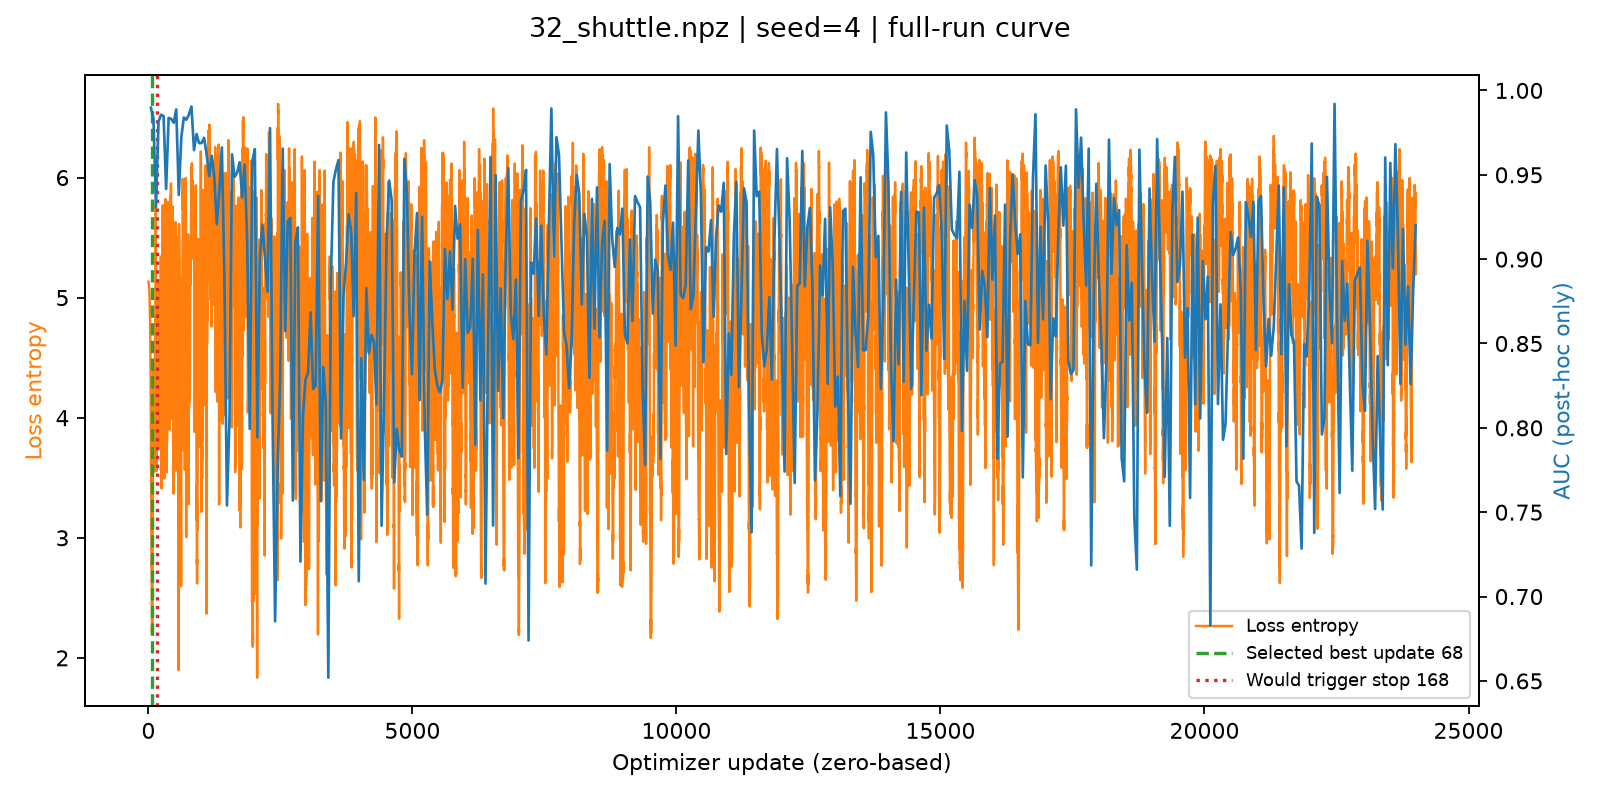 32_shuttle.npz | seed=4 | full-run curve
Loss entropy
6
5
4
3
2
1.00
0.95
0.90
0.85
0.80
0.75
0.70
0.65
AUC (post-hoc only)
Loss entropy
Selected best update 68
Would trigger stop 168
0
5000
10000
15000
20000
25000
Optimizer update (zero-based)